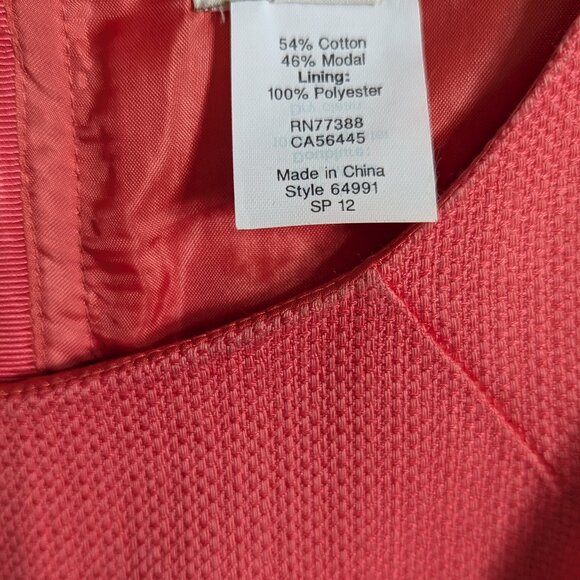 54% Cotton
46% Modal
Lining:
100% Polyester
RN77388
CA56445
Made in China
Style 64991
SP 12